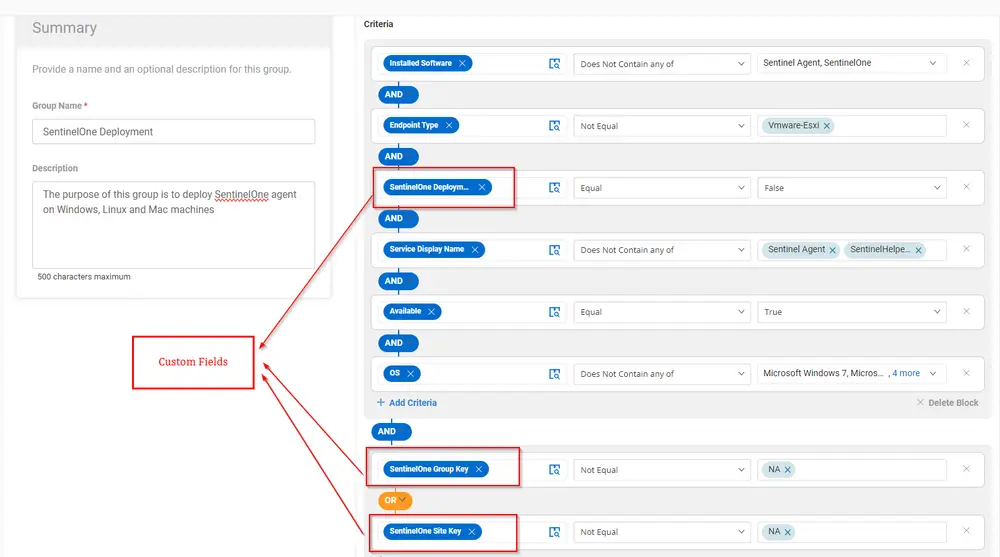 Summary
Provide a name and an optional description for this group.
Group Name *
SentinelOne Deployment
Description
The purpose of this group is to deploy SentinelOne agent
on Windows, Linux and Mac machines
500 characters maximum
Custom Fields
Criteria
Installed Software Does Not Contain any of Sentinel Agent, SentinelOne
AND
Endpoint Type Not Equal Vmware-Esxi
AND
SentinelOne Deploym... Equal False
AND
Service Display Name Does Not Contain any of Sentinel Agent SentinelHelpe...
AND
Available Equal True
AND
OS Does Not Contain any of Microsoft Windows 7, Micros... , 4 more
+ Add Criteria Delete Block
AND
SentinelOne Group Key Not Equal NA
OR
SentinelOne Site Key Not Equal NA